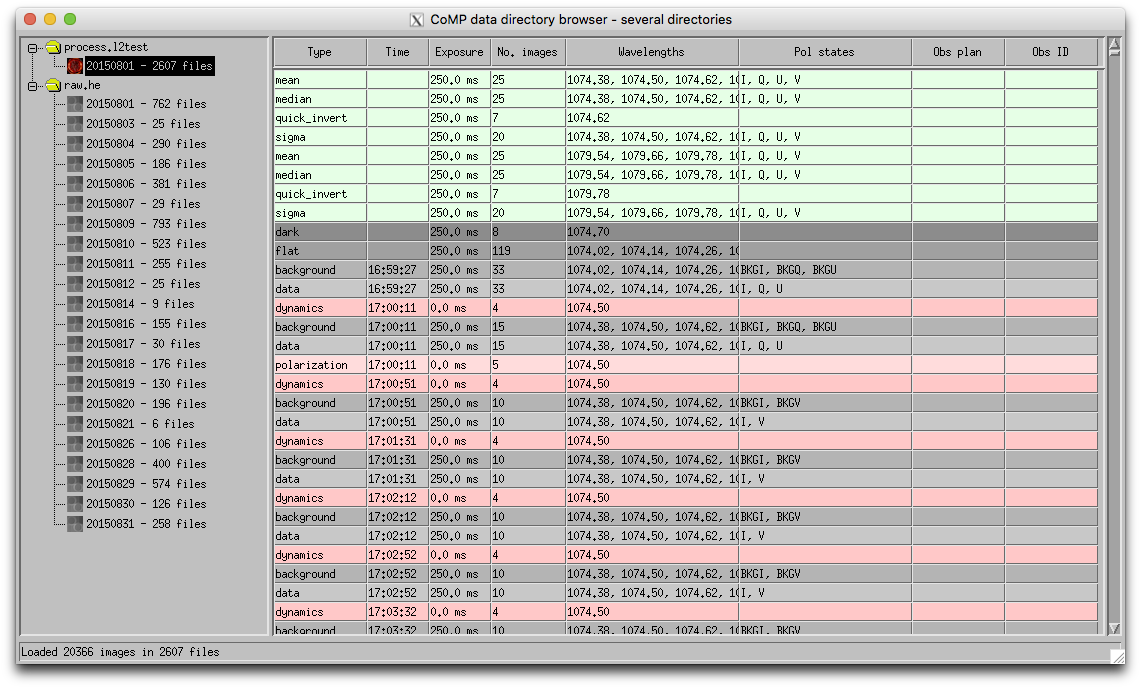 CoMP data directory browser - several directories
process.l2test
20150801 - 2607 files
raw.he
20150801 - 762 files
20150803 - 25 files
20150804 - 290 files
20150805 - 186 files
20150806 - 381 files
20150807 - 29 files
20150809 - 793 files
20150810 - 523 files
20150811 - 255 files
20150812 - 25 files
20150814 - 9 files
20150816 - 155 files
20150817 - 30 files
20150818 - 176 files
20150819 - 130 files
20150820 - 196 files
20150821 - 6 files
20150826 - 106 files
20150828 - 400 files
20150829 - 574 files
20150830 - 126 files
20150831 - 258 files
Type Time Exposure No. images Wavelengths Pol states Obs plan Obs ID
mean 250.0 ms 25 1074.38, 1074.50, 1074.62, 10 I, Q, U, V
median 250.0 ms 25 1074.38, 1074.50, 1074.62, 10 I, Q, U, V
quick_invert 250.0 ms 7 1074.62
sigma 250.0 ms 20 1074.38, 1074.50, 1074.62, 10 I, Q, U, V
mean 250.0 ms 25 1079.54, 1079.66, 1079.78, 10 I, Q, U, V
median 250.0 ms 25 1079.54, 1079.66, 1079.78, 10 I, Q, U, V
quick_invert 250.0 ms 7 1079.78
sigma 250.0 ms 20 1079.54, 1079.66, 1079.78, 10 I, Q, U, V
dark 250.0 ms 8 1074.70
flat 250.0 ms 119 1074.02, 1074.14, 1074.26, 10
background 16:59:27 250.0 ms 33 1074.02, 1074.14, 1074.26, 10 BKGI, BKGQ, BKGU
data 16:59:27 250.0 ms 33 1074.02, 1074.14, 1074.26, 10 I, Q, U
dynamics 17:00:11 0.0 ms 4 1074.50
background 17:00:11 250.0 ms 15 1074.38, 1074.50, 1074.62, 10 BKGI, BKGQ, BKGU
data 17:00:11 250.0 ms 15 1074.38, 1074.50, 1074.62, 10 I, Q, U
polarization 17:00:11 0.0 ms 5 1074.50
dynamics 17:00:51 0.0 ms 4 1074.50
background 17:00:51 250.0 ms 10 1074.38, 1074.50, 1074.62, 10 BKGI, BKGV
data 17:00:51 250.0 ms 10 1074.38, 1074.50, 1074.62, 10 I, V
dynamics 17:01:31 0.0 ms 4 1074.50
background 17:01:31 250.0 ms 10 1074.38, 1074.50, 1074.62, 10 BKGI, BKGV
data 17:01:31 250.0 ms 10 1074.38, 1074.50, 1074.62, 10 I, V
dynamics 17:02:12 0.0 ms 4 1074.50
background 17:02:12 250.0 ms 10 1074.38, 1074.50, 1074.62, 10 BKGI, BKGV
data 17:02:12 250.0 ms 10 1074.38, 1074.50, 1074.62, 10 I, V
dynamics 17:02:52 0.0 ms 4 1074.50
background 17:02:52 250.0 ms 10 1074.38, 1074.50, 1074.62, 10 BKGI, BKGV
data 17:02:52 250.0 ms 10 1074.38, 1074.50, 1074.62, 10 I, V
dynamics 17:03:32 0.0 ms 4 1074.50
background 17:03:32 250.0 ms 10 1074.38, 1074.50, 1074.62, 10 BKGI, BKGV
Loaded 20366 images in 2607 files